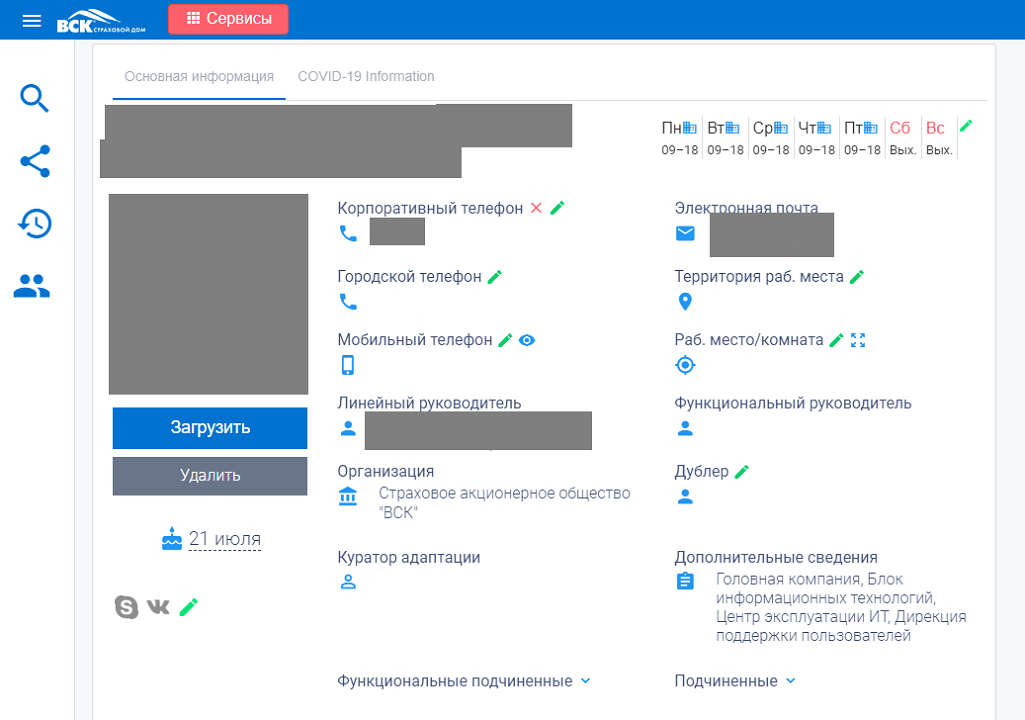 ВСК СТРАХОВОЙ ДОМ
Сервисы
Основная информация
COVID-19 Information
Пн Вт Ср Чт Пт Сб Вс
09–18 09–18 09–18 09–18 09–18 Вых. Вых.
Корпоративный телефон
Электронная почта
Городской телефон
Территория раб. места
Мобильный телефон
Раб. место/комната
Линейный руководитель
Функциональный руководитель
Загрузить
Удалить
Организация
Страховое акционерное общество
"ВСК"
Дублер
21 июля
Куратор адаптации
Дополнительные сведения
Головная компания, Блок
информационных технологий,
Центр эксплуатации ИТ, Дирекция
поддержки пользователей
Функциональные подчиненные
Подчиненные